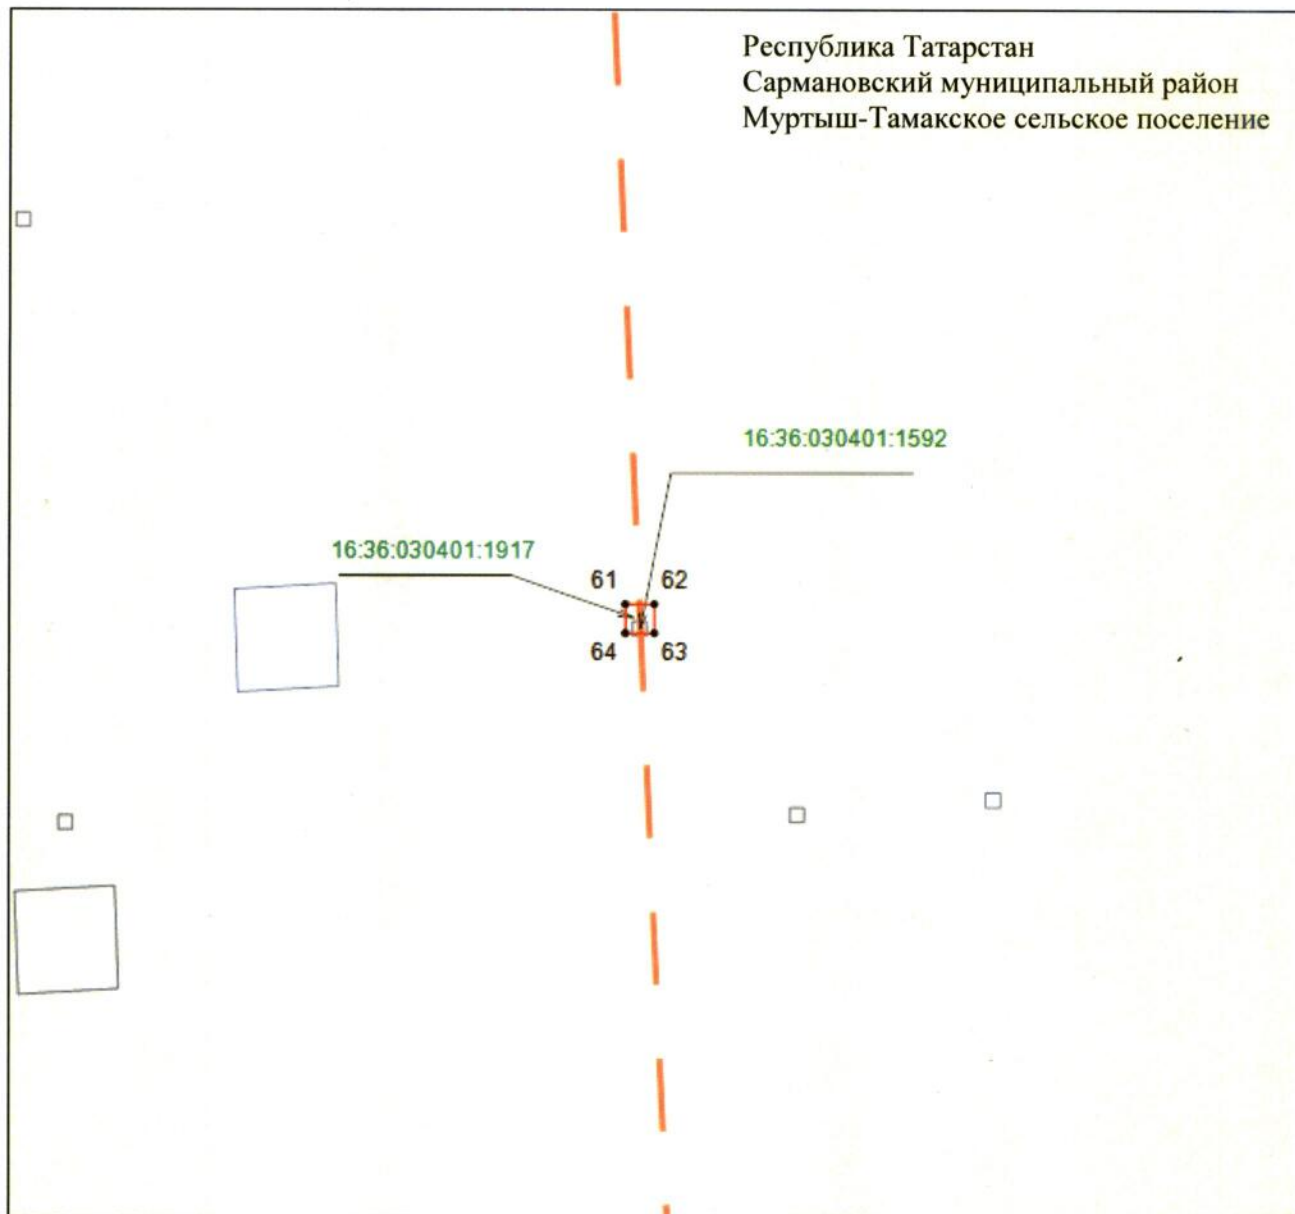 Республика Татарстан
Сармановский муниципальный район
Муртыш-Тамакское сельское поселение
16:36:030401:1592
16:36:030401:1917
61 62
64 63